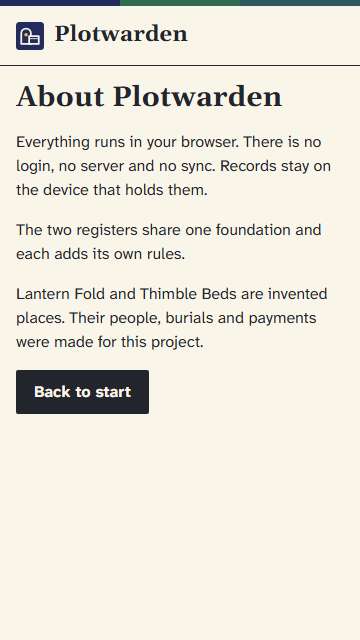 Plotwarden
About Plotwarden
Everything runs in your browser. There is no
login, no server and no sync. Records stay on
the device that holds them.
The two registers share one foundation and
each adds its own rules.
Lantern Fold and Thimble Beds are invented
places. Their people, burials and payments
were made for this project.
Back to start